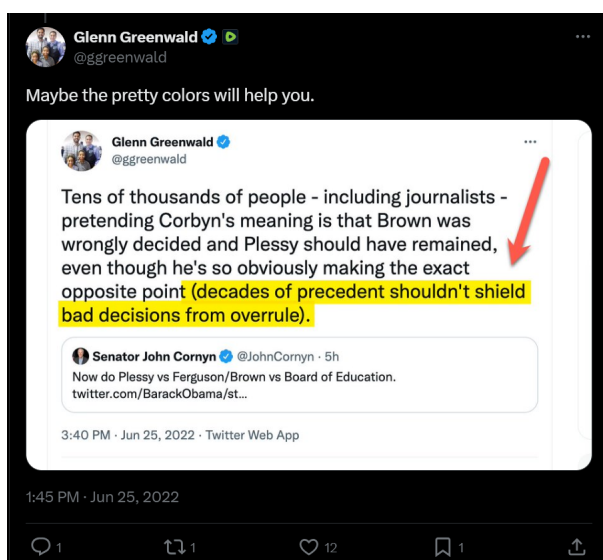 Glenn Greenwald
@ggreenwald
Maybe the pretty colors will help you.
Glenn Greenwald
@ggreenwald
Tens of thousands of people - including journalists -
pretending Corbyn's meaning is that Brown was
wrongly decided and Plessy should have remained,
even though he's so obviously making the exact
opposite point (decades of precedent shouldn't shield
bad decisions from overrule).
Senator John Cornyn @JohnCornyn · 5h
Now do Plessy vs Ferguson/Brown vs Board of Education.
twitter.com/BarackObama/st...
3:40 PM · Jun 25, 2022 · Twitter Web App
1:45 PM · Jun 25, 2022
1 1 12 1